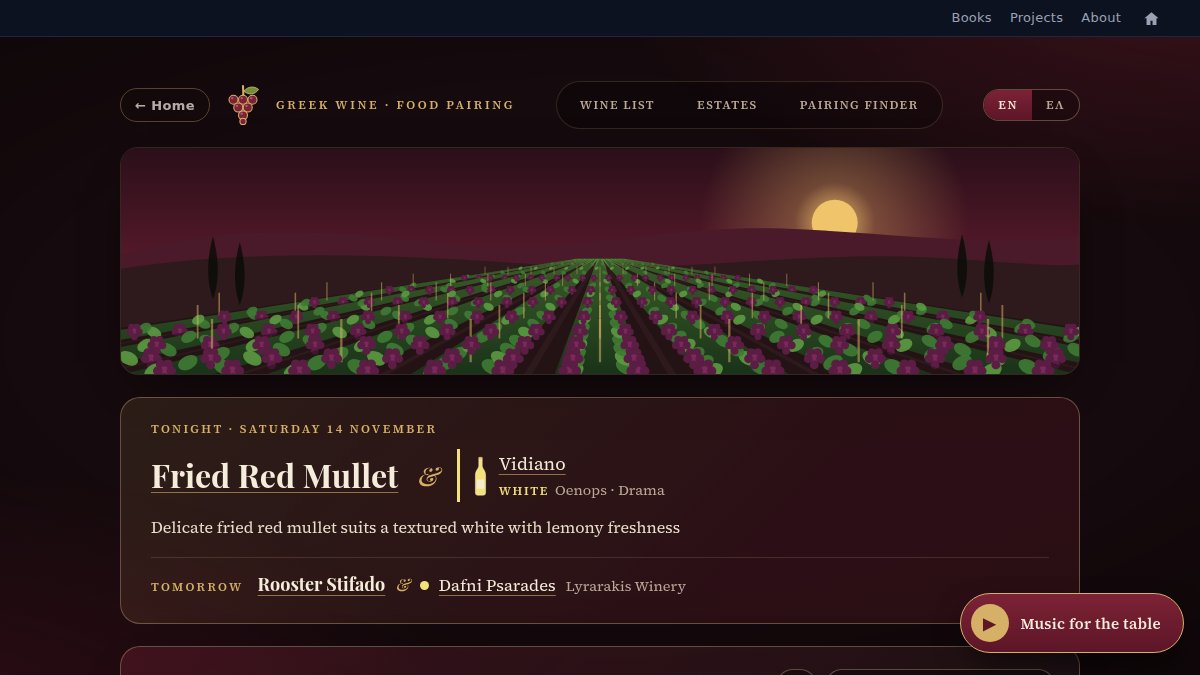 Books Projects About
← Home
GREEK WINE · FOOD PAIRING
WINE LIST ESTATES PAIRING FINDER
EN ΕΛ
TONIGHT · SATURDAY 14 NOVEMBER
Fried Red Mullet & Vidiano
WHITE Oenops · Drama
Delicate fried red mullet suits a textured white with lemony freshness
TOMORROW Rooster Stifado & Dafni Psarades Lyrarakis Winery
Music for the table